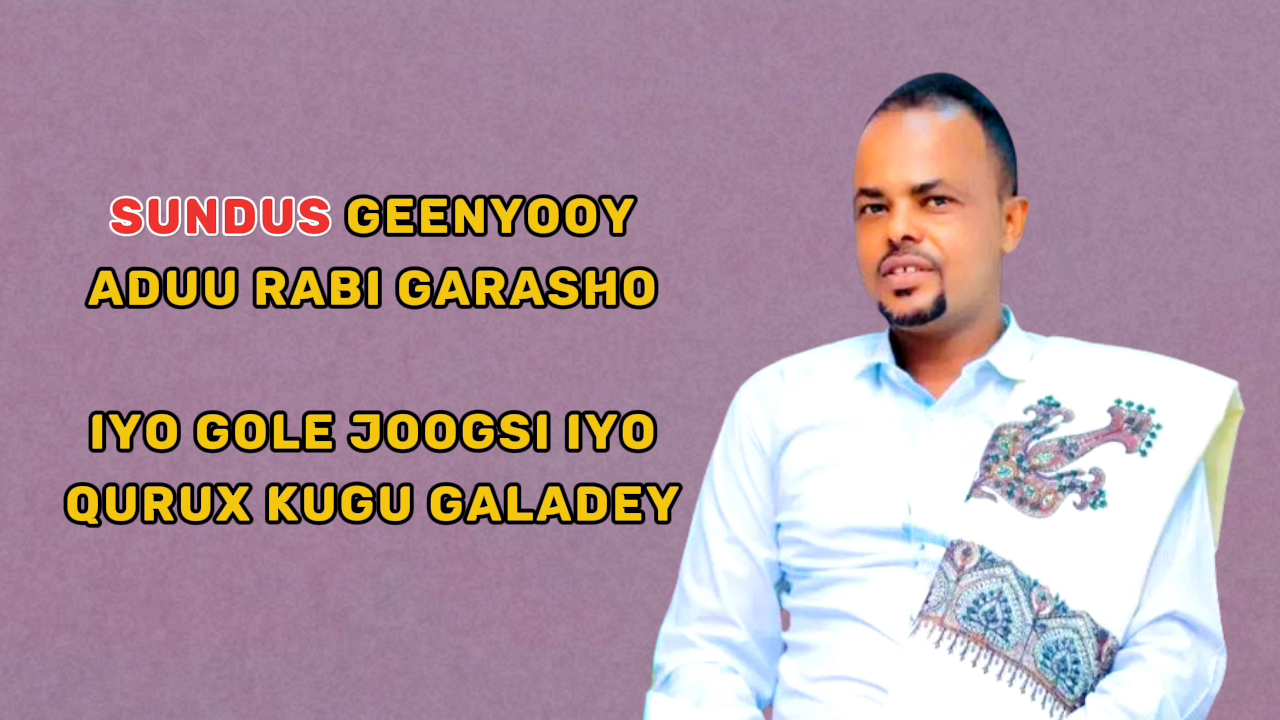 SUNDUS GEENYOOY
ADUU RABI GARASHO
IYO GOLE JOOGSI IYO
QURUX KUGU GALADEY